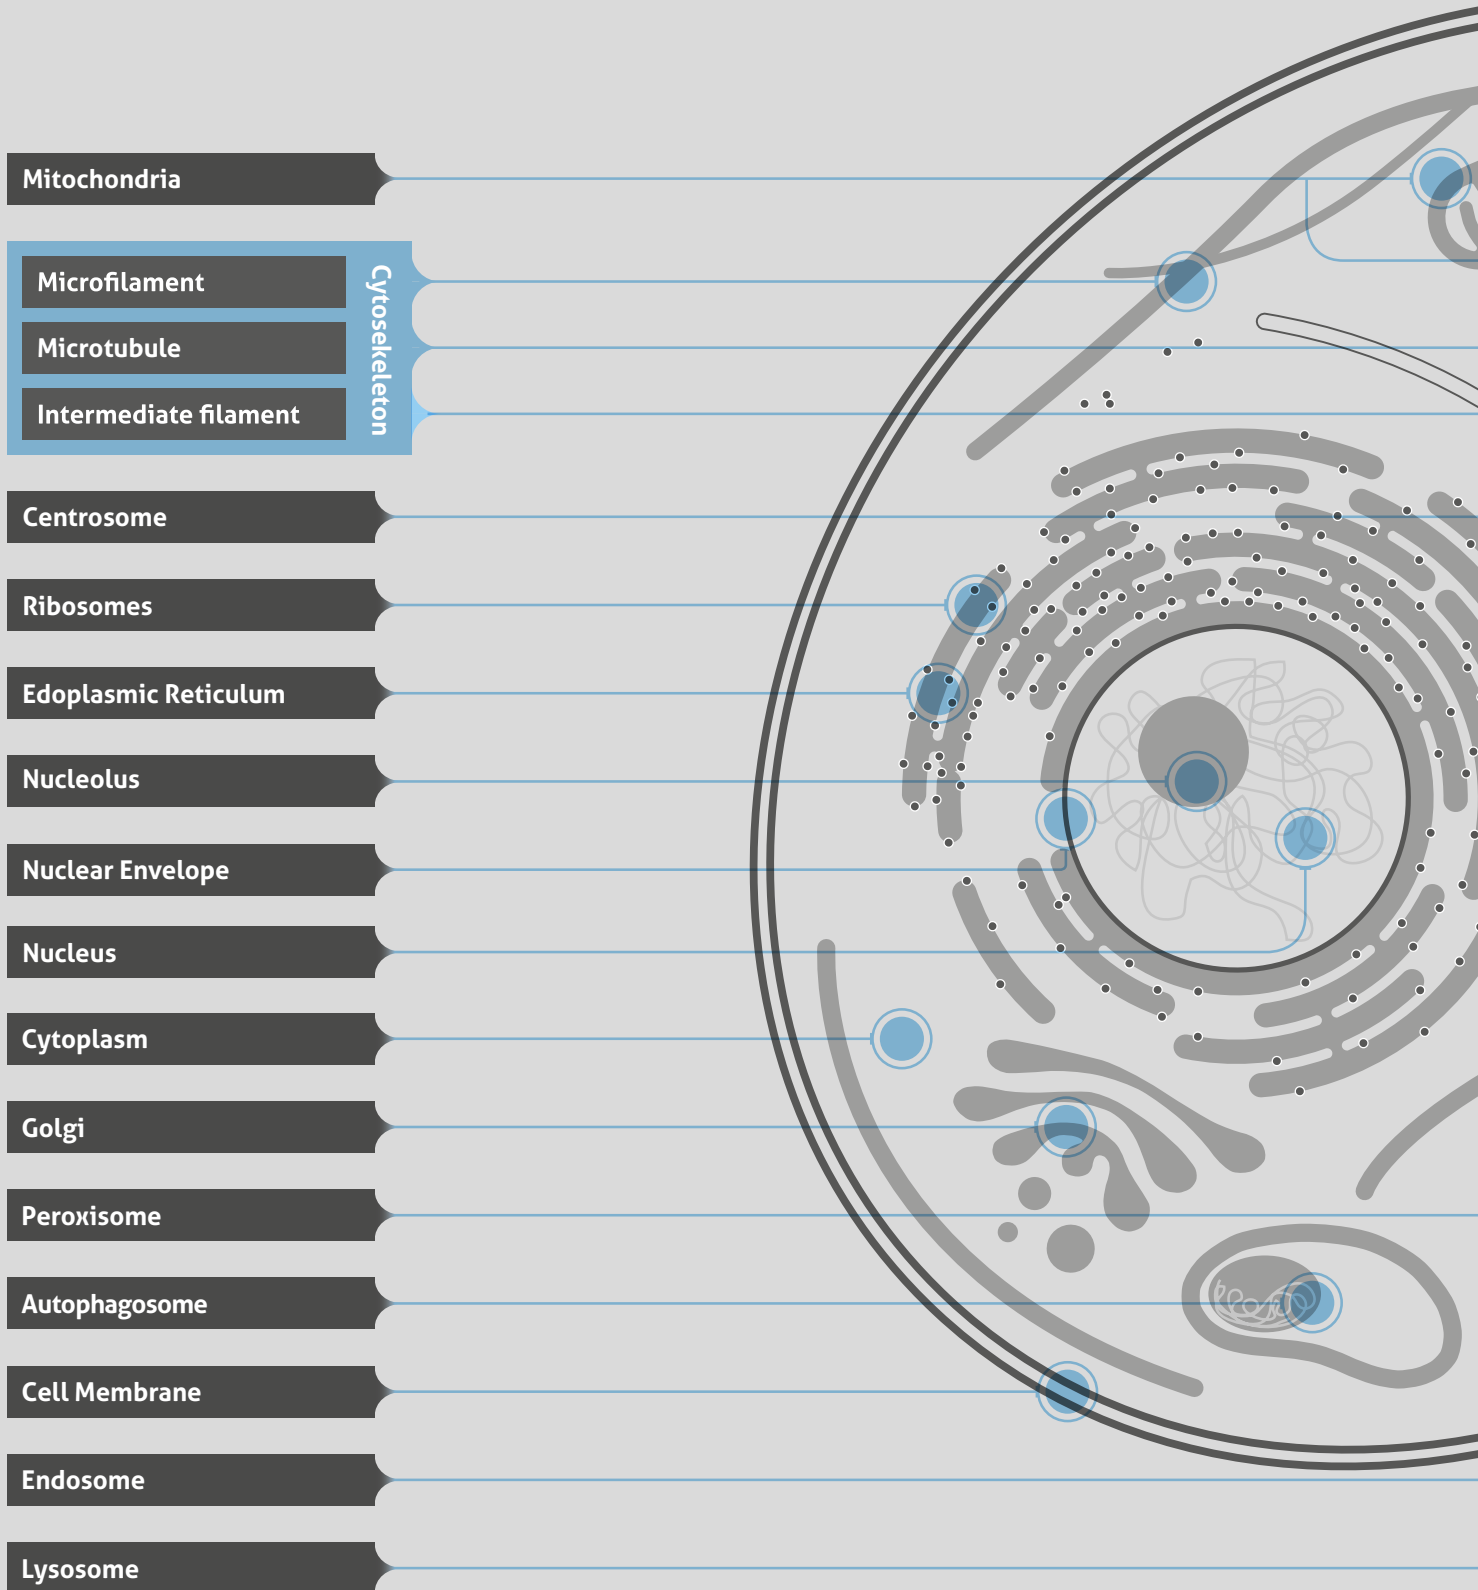 Mitochondria
Microfilament
Microtubule
Intermediate filament
Cytosekeleton
Centrosome
Ribosomes
Edoplasmic Reticulum
Nucleolus
Nuclear Envelope
Nucleus
Cytoplasm
Golgi
Peroxisome
Autophagosome
Cell Membrane
Endosome
Lysosome